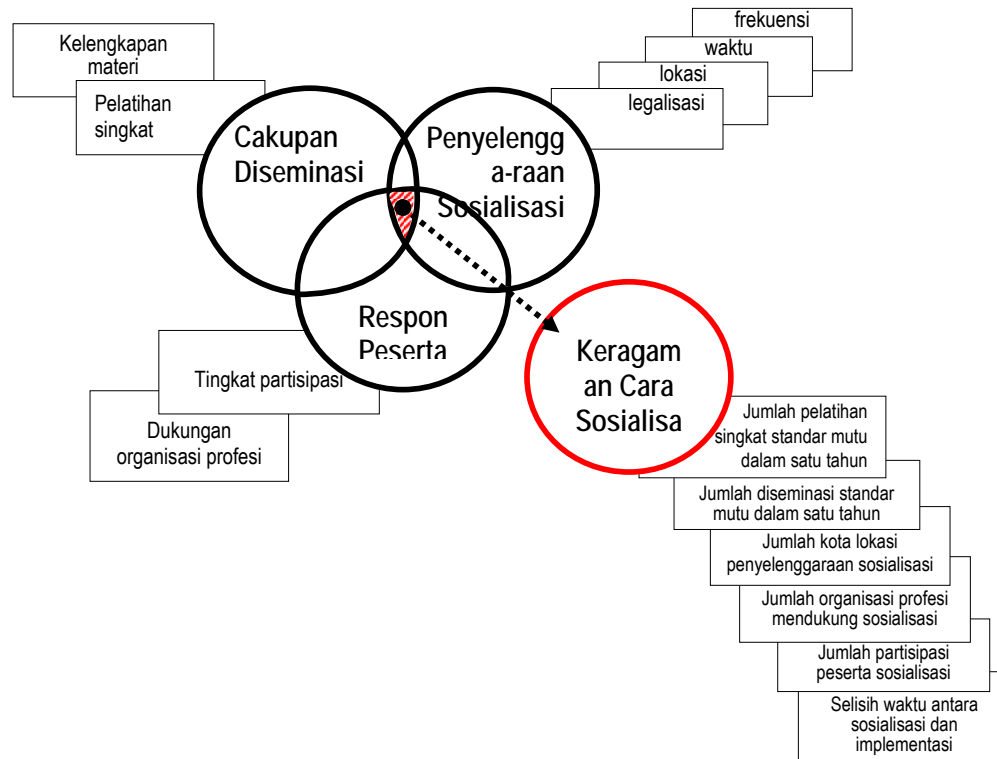 Kelengkapan
materi
Pelatihan
singkat
frekuensi
waktu
lokasi
legalisasi
Cakupan
Diseminasi
Penyelengg
a-raan
Sosialisasi
Respon
Peserta
Tingkat partisipasi
Dukungan
organisasi profesi
Keragam
an Cara
Sosialisa
Jumlah pelatihan
singkat standar mutu
dalam satu tahun
Jumlah diseminasi standar
mutu dalam satu tahun
Jumlah kota lokasi
penyelenggaraan sosialisasi
Jumlah organisasi profesi
mendukung sosialisasi
Jumlah partisipasi
peserta sosialisasi
Selisih waktu antara
sosialisasi dan
implementasi